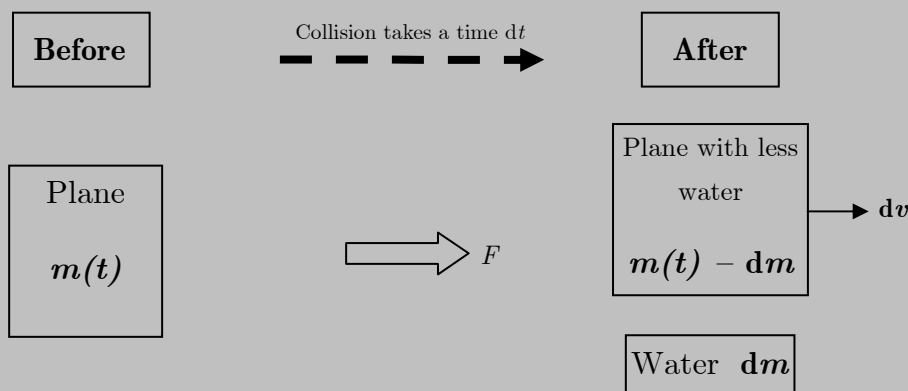 Before
Collision takes a time dt
After
Plane
m(t)
F
Plane with less
water
m(t) – dm
dv
Water dm